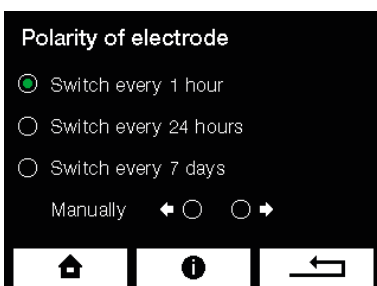 Polarity of electrode
Switch every 1 hour
Switch every 24 hours
Switch every 7 days
Manually